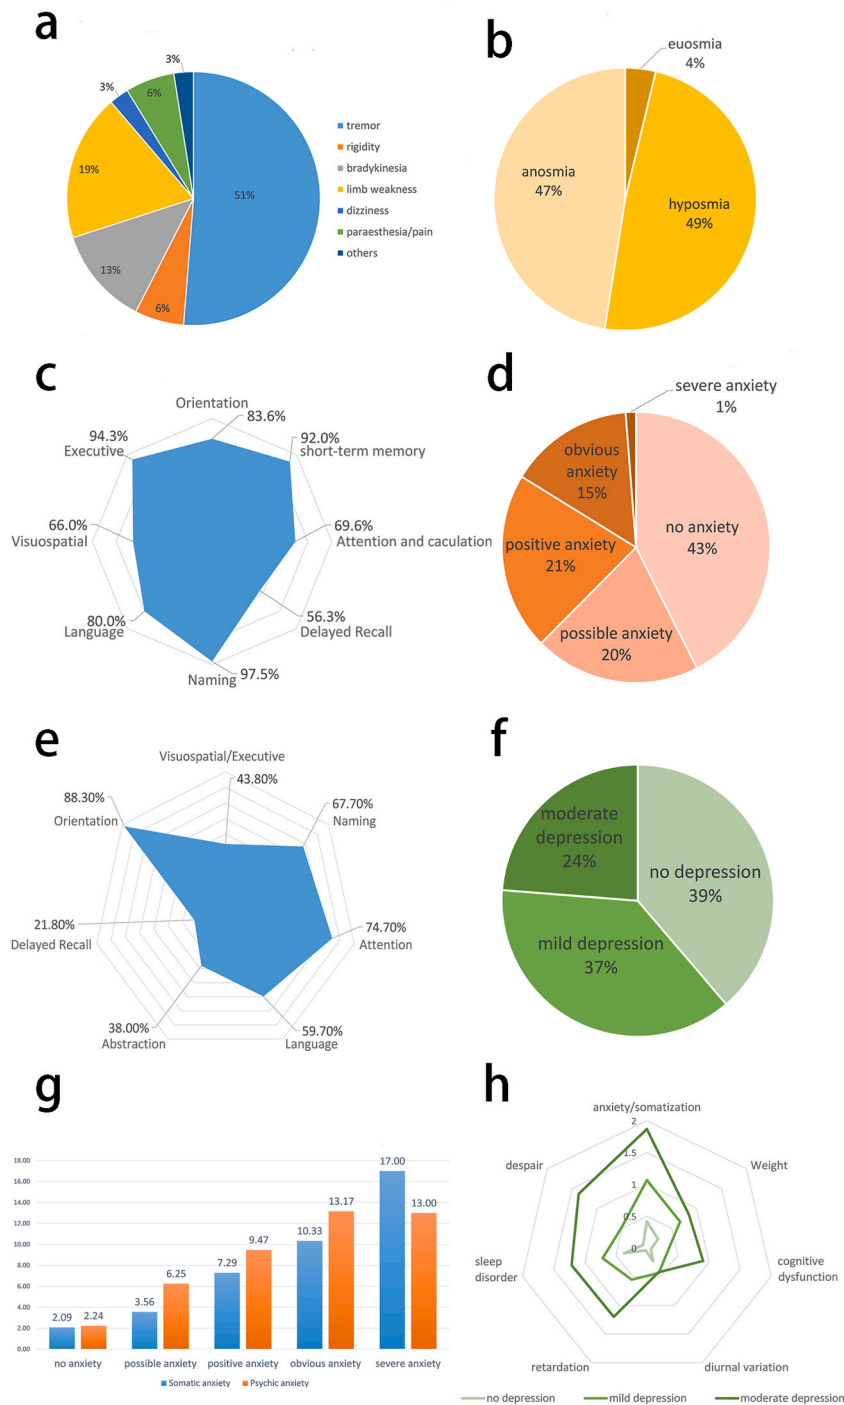 a
3%
3%
6%
19%
51%
13%
6%
tremor
rigidity
bradykinesia
limb weakness
dizziness
paraesthesia/pain
others
b
euosmia
4%
anosmia
47%
hyposmia
49%
c
Orientation
83.6%
94.3%
Executive
92.0%
short-term memory
66.0%
Visuospatial
69.6%
Attention and caculation
80.0%
Language
56.3%
Delayed Recall
Naming
97.5%
d
severe anxiety
1%
obvious
anxiety
15%
no anxiety
43%
positive anxiety
21%
possible anxiety
20%
e
Visuospatial/Executive
43.80%
88.30%
Orientation
67.70%
Naming
21.80%
Delayed Recall
74.70%
Attention
38.00%
Abstraction
59.70%
Language
f
moderate
depression
24%
no depression
39%
mild depression
37%
g
18.00
16.00
14.00
12.00
10.00
8.00
6.00
4.00
2.00
0.00
2.09
2.24
3.56
6.25
7.29
9.47
10.33
13.17
17.00
13.00
no anxiety
possible anxiety
positive anxiety
obvious anxiety
severe anxiety
Somatic anxiety
Psychic anxiety
h
anxiety/somatization
2
1.5
1
0.5
0
despair
Weight
sleep
disorder
cognitive
dysfunction
retardation
diurnal variation
no depression
mild depression
moderate depression